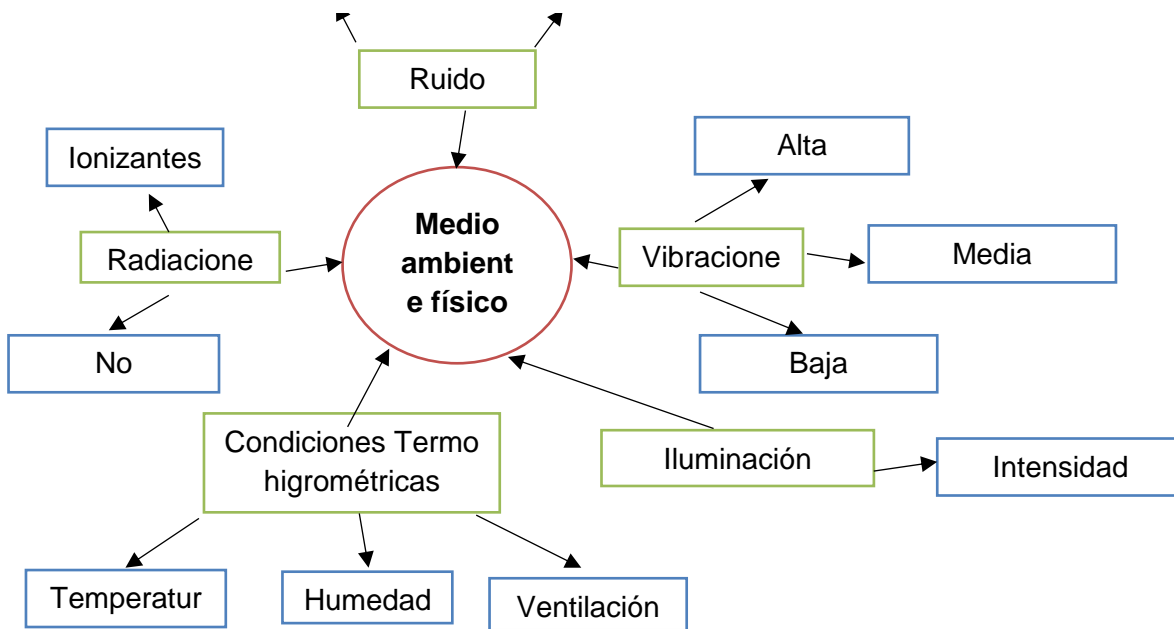 Ruido
Ionizantes
Alta
Medio
ambient
e físico
Radiacione
Vibracione
Media
No
Baja
Condiciones Termo
higrométricas
Iluminación
Intensidad
Temperatur
Humedad
Ventilación